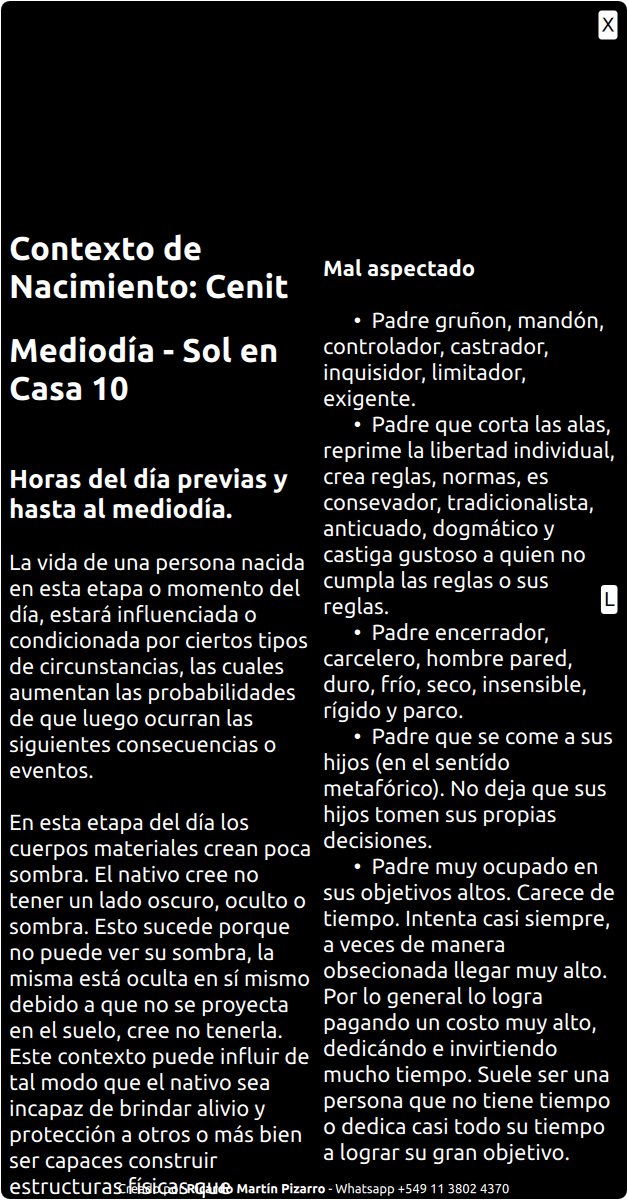 X
Contexto de
Nacimiento: Cenit
Mediodía - Sol en
Casa 10
Horas del día previas y
hasta al mediodía.
La vida de una persona nacida
en esta etapa o momento del
día, estará influenciada o
condicionada por ciertos tipos
de circunstancias, las cuales
aumentan las probabilidades
de que luego ocurran las
siguientes consecuencias o
eventos.
En esta etapa del día los
cuerpos materiales crean poca
sombra. El nativo cree no
tener un lado oscuro, oculto o
sombra. Esto sucede porque
no puede ver su sombra, la
misma está oculta en sí mismo
debido a que no se proyecta
en el suelo, cree no tenerla.
Este contexto puede influir de
tal modo que el nativo sea
incapaz de brindar alivio y
protección a otros o más bien
ser capaces construir
estructuras físicas que
Mal aspectado
• Padre gruñon, mandón,
controlador, castrador,
inquisidor, limitador,
exigente.
• Padre que corta las alas,
reprime la libertad individual,
crea reglas, normas, es
consevador, tradicionalista,
anticuado, dogmático y
castiga gustoso a quien no
cumpla las reglas o sus
reglas.
• Padre encerrador,
carcelero, hombre pared,
duro, frío, seco, insensible,
rígido y parco.
• Padre que se come a sus
hijos (en el sentído
metafórico). No deja que sus
hijos tomen sus propias
decisiones.
• Padre muy ocupado en
sus objetivos altos. Carece de
tiempo. Intenta casi siempre,
a veces de manera
obsecionada llegar muy alto.
Por lo general lo logra
pagando un costo muy alto,
dedicándo e invirtiendo
mucho tiempo. Suele ser una
persona que no tiene tiempo
o dedica casi todo su tiempo
a lograr su gran objetivo.
L
Creado por Ricardo Martín Pizarro - Whatsapp +549 11 3802 4370